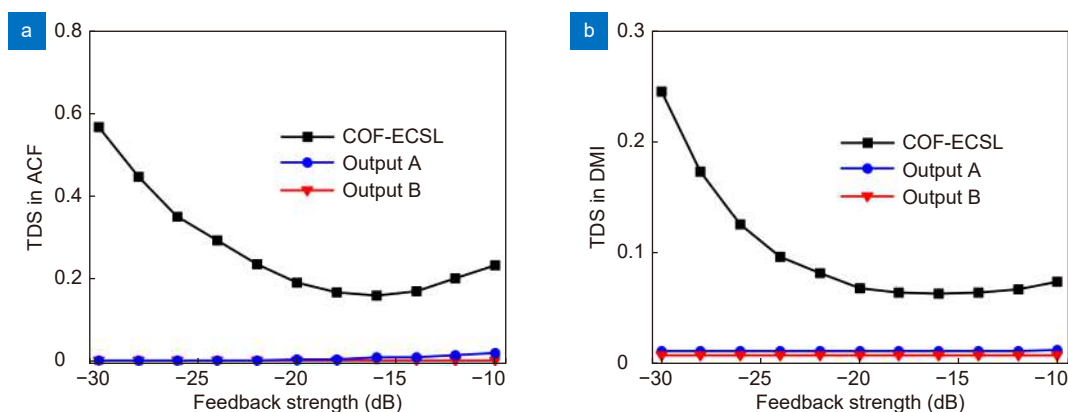 a
0.8
0.6
0.4
0.2
0
TDS in ACF
COF-ECSL
Output A
Output B
−30
−25
−20
−15
−10
Feedback strength (dB)
b
0.3
0.2
0.1
0
TDS in DMI
COF-ECSL
Output A
Output B
−30
−25
−20
−15
−10
Feedback strength (dB)